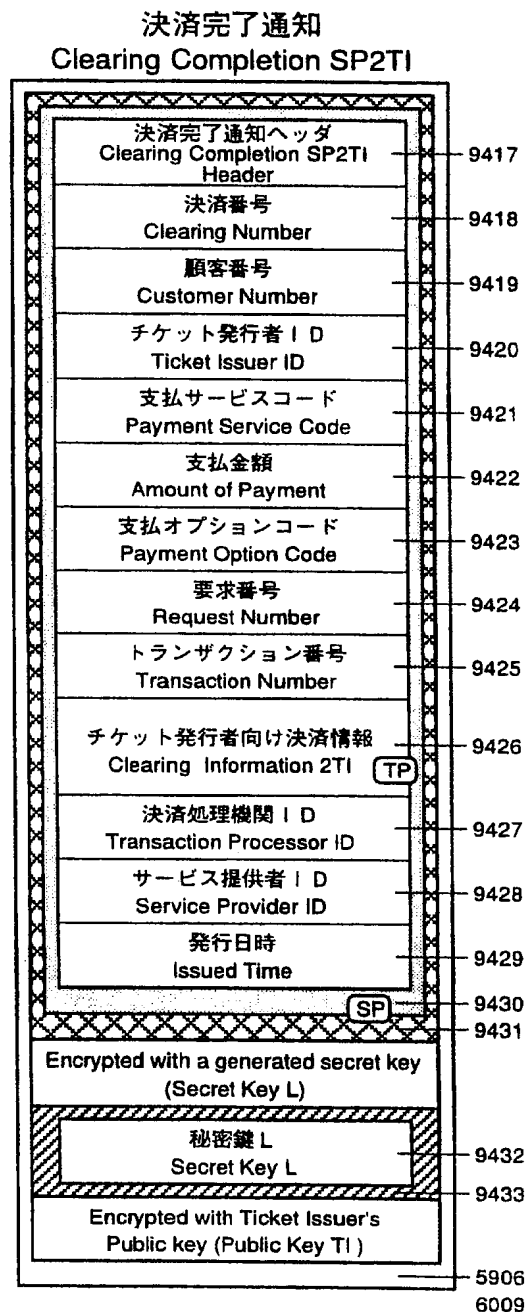 決済完了通知
Clearing Completion SP2TI
決済完了通知ヘッダ
Clearing Completion SP2TI
Header
9417
決済番号
Clearing Number
9418
顧客番号
Customer Number
9419
チケット発行者ID
Ticket Issuer ID
9420
支払サービスコード
Payment Service Code
9421
支払金額
Amount of Payment
9422
支払オプションコード
Payment Option Code
9423
要求番号
Request Number
9424
トランザクション番号
Transaction Number
9425
チケット発行者向け決済情報
Clearing Information 2TI
TP
9426
決済処理機関ID
Transaction Processor ID
9427
サービス提供者ID
Service Provider ID
9428
発行日時
Issued Time
9429
SP
9430
9431
Encrypted with a generated secret key
(Secret Key L)
秘密鍵L
Secret Key L
9432
9433
Encrypted with Ticket Issuer's
Public key (Public Key TI )
5906
6009